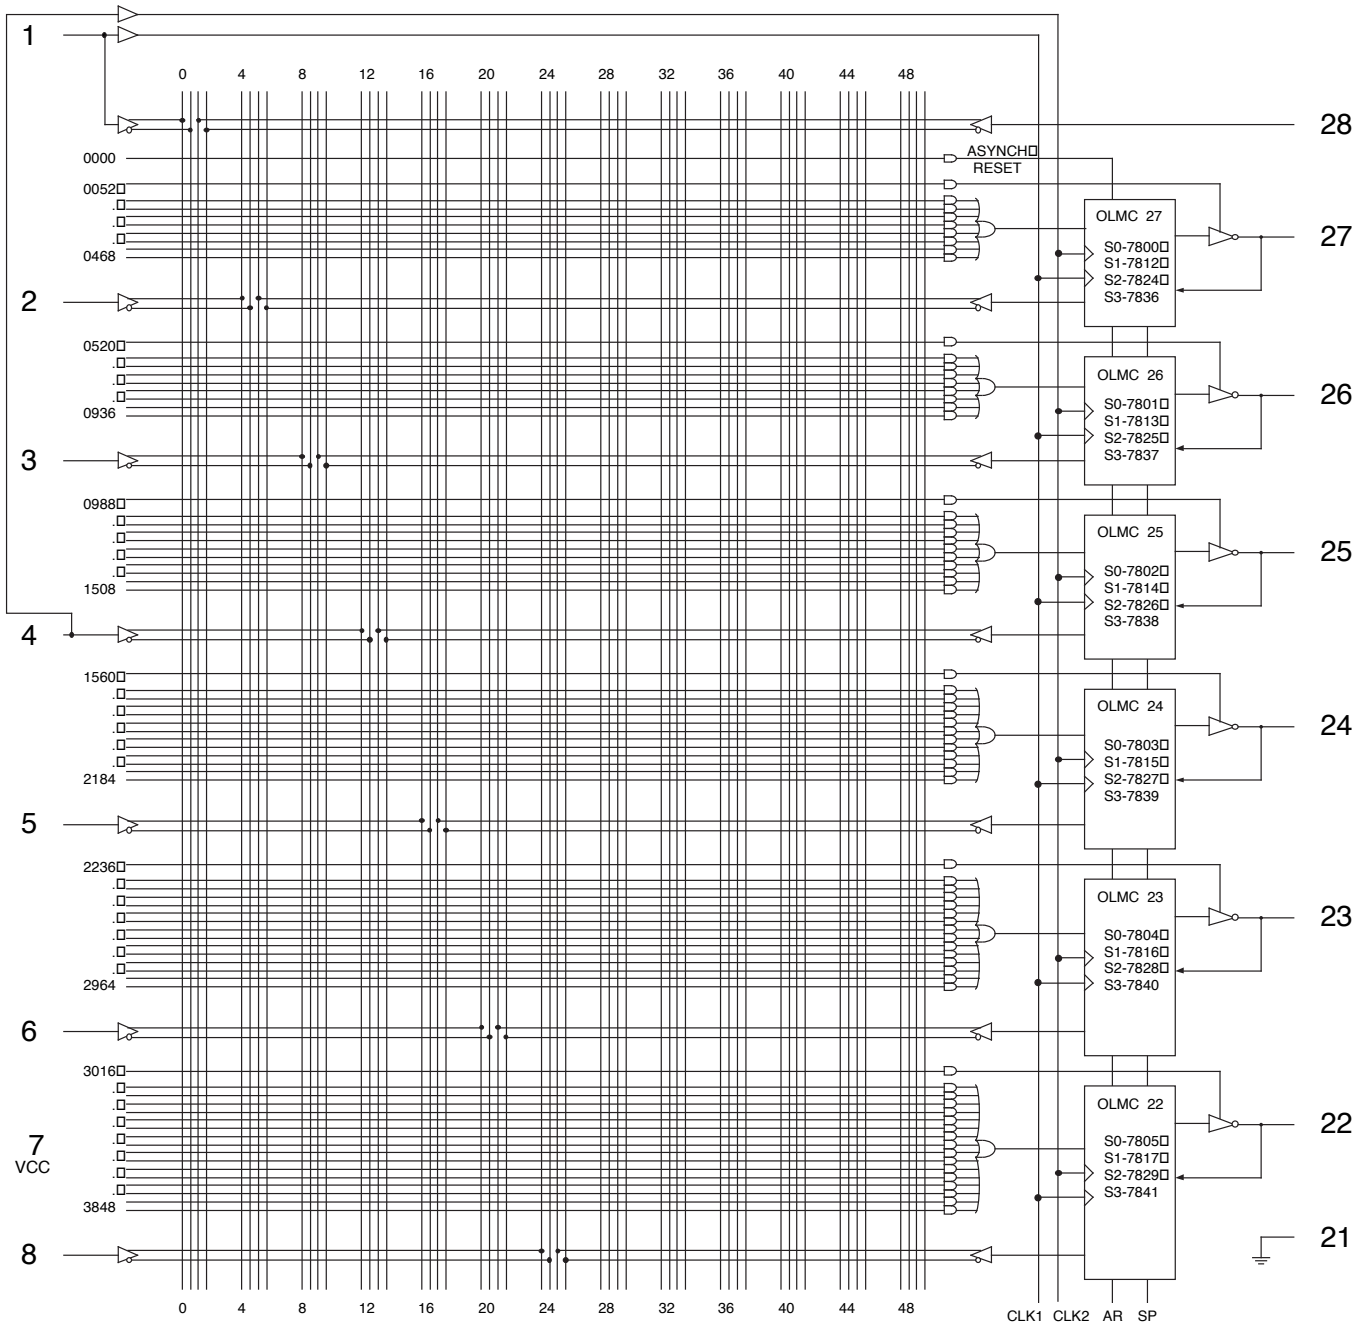 1
0 4 8 12 16 20 24 28 32 36 40 44 48
28
0000
ASYNCH□
RESET
0052□
.□
.□
.□
0468
OLMC 27
S0-7800□
S1-7812□
S2-7824□
S3-7836
27
2
0520□
.□
.□
.□
0936
OLMC 26
S0-7801□
S1-7813□
S2-7825□
S3-7837
26
3
0988□
.□
.□
.□
.□
1508
OLMC 25
S0-7802□
S1-7814□
S2-7826□
S3-7838
25
4
1560□
.□
.□
.□
.□
.□
2184
OLMC 24
S0-7803□
S1-7815□
S2-7827□
S3-7839
24
5
2236□
.□
.□
.□
.□
.□
.□
2964
OLMC 23
S0-7804□
S1-7816□
S2-7828□
S3-7840
23
6
3016□
.□
.□
.□
.□
.□
.□
.□
3848
OLMC 22
S0-7805□
S1-7817□
S2-7829□
S3-7841
22
7
VCC
21
8
0 4 8 12 16 20 24 28 32 36 40 44 48
CLK1 CLK2 AR SP